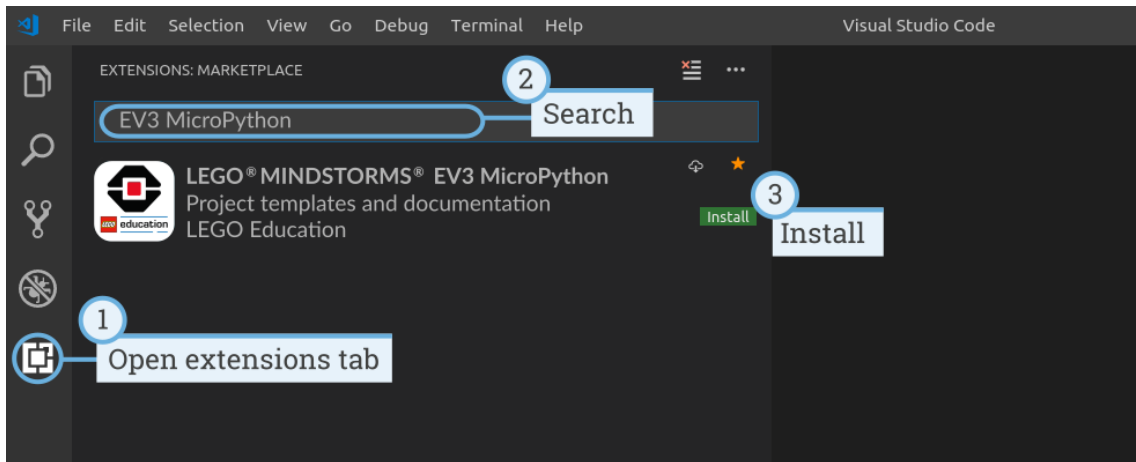 File Edit Selection View Go Debug Terminal Help Visual Studio Code
EXTENSIONS: MARKETPLACE
2
Search
EV3 MicroPython
LEGO® MINDSTORMS® EV3 MicroPython
Project templates and documentation
LEGO Education
LEGO education
Install
3
Install
1
Open extensions tab